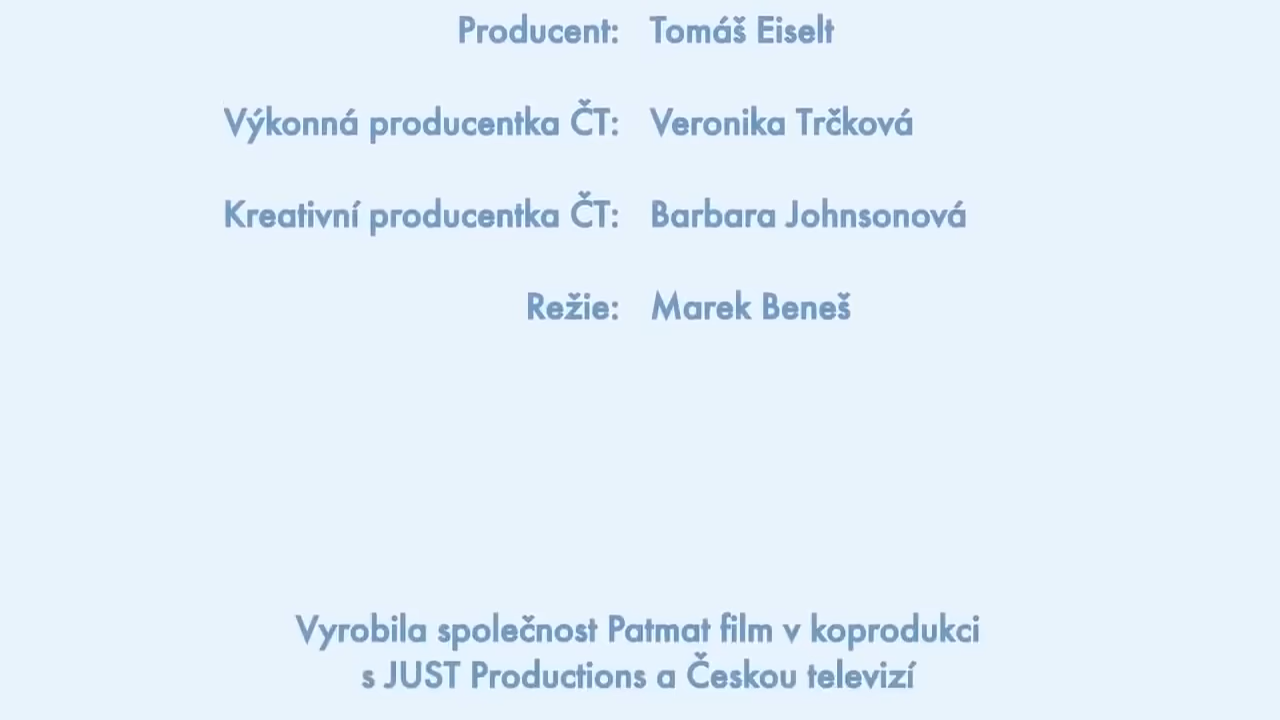 Producent: Tomáš Eiselt
Výkonná producentka ČT: Veronika Trčková
Kreativní producentka ČT: Barbara Johnsonová
Režie: Marek Beneš
Vyrobila společnost Patmat film v koprodukci
s JUST Productions a Českou televizí